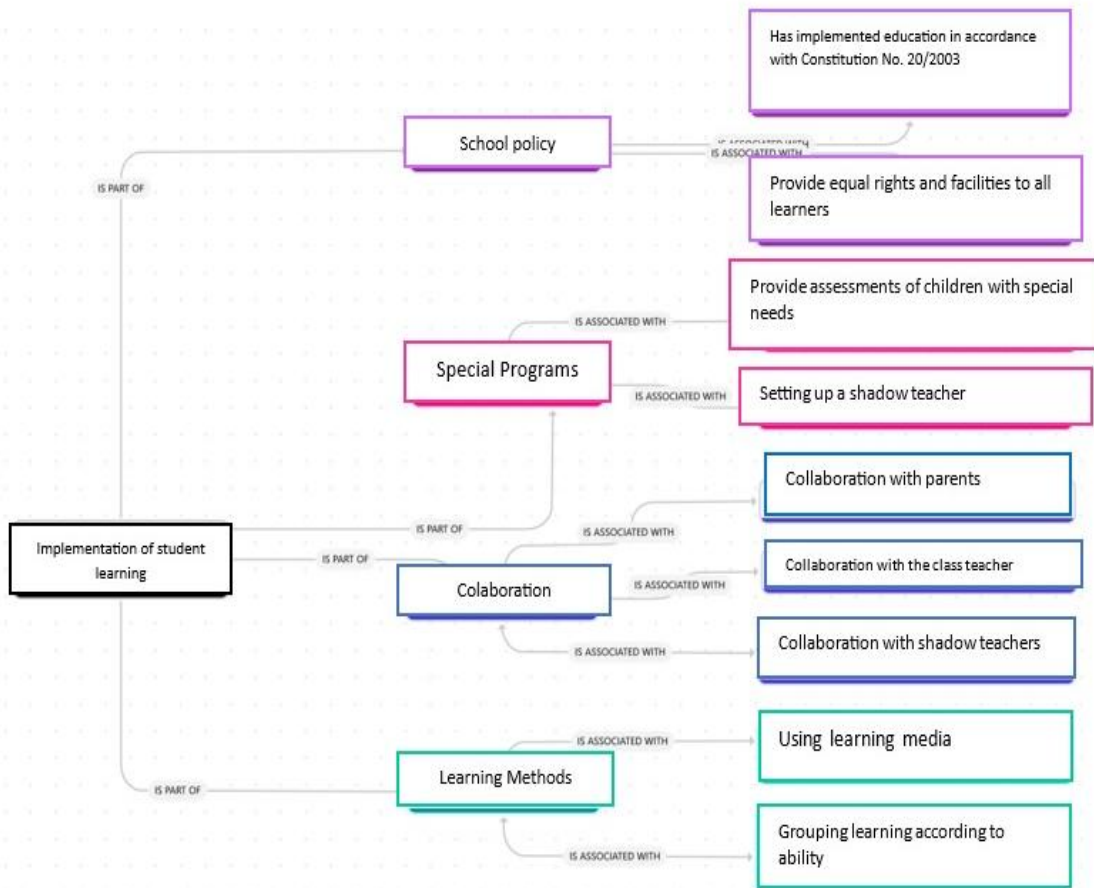 Has implemented education in accordance
with Constitution No. 20/2003
School policy
IS ASSOCIATED WITH
IS ASSOCIATED WITH
IS PART OF
Provide equal rights and facilities to all
learners
Provide assessments of children with special
needs
IS ASSOCIATED WITH
Special Programs
IS ASSOCIATED WITH
Setting up a shadow teacher
Collaboration with parents
IS PART OF
IS ASSOCIATED WITH
Implementation of student
learning
IS PART OF
Colaboration
Collaboration with the class teacher
IS ASSOCIATED WITH
Collaboration with shadow teachers
IS ASSOCIATED WITH
Using learning media
IS ASSOCIATED WITH
Learning Methods
IS PART OF
Grouping learning according to
ability
IS ASSOCIATED WITH